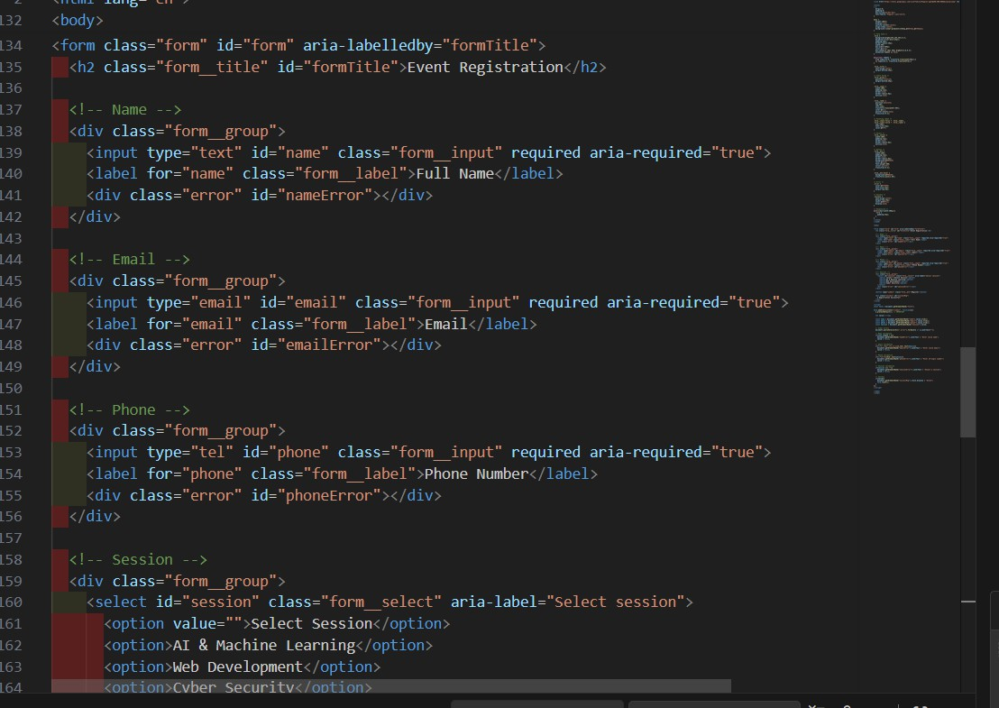 2 <html lang="en">
132 <body>
134 <form class="form" id="form" aria-labelledby="formTitle">
135 <h2 class="form__title" id="formTitle">Event Registration</h2>
136
137 <!-- Name -->
138 <div class="form__group">
139 <input type="text" id="name" class="form__input" required aria-required="true">
140 <label for="name" class="form__label">Full Name</label>
141 <div class="error" id="nameError"></div>
142 </div>
143
144 <!-- Email -->
145 <div class="form__group">
146 <input type="email" id="email" class="form__input" required aria-required="true">
147 <label for="email" class="form__label">Email</label>
148 <div class="error" id="emailError"></div>
149 </div>
150
151 <!-- Phone -->
152 <div class="form__group">
153 <input type="tel" id="phone" class="form__input" required aria-required="true">
154 <label for="phone" class="form__label">Phone Number</label>
155 <div class="error" id="phoneError"></div>
156 </div>
157
158 <!-- Session -->
159 <div class="form__group">
160 <select id="session" class="form__select" aria-label="Select session">
161 <option value="">Select Session</option>
162 <option>AI & Machine Learning</option>
163 <option>Web Development</option>
164 <option>Cyber Security</option>